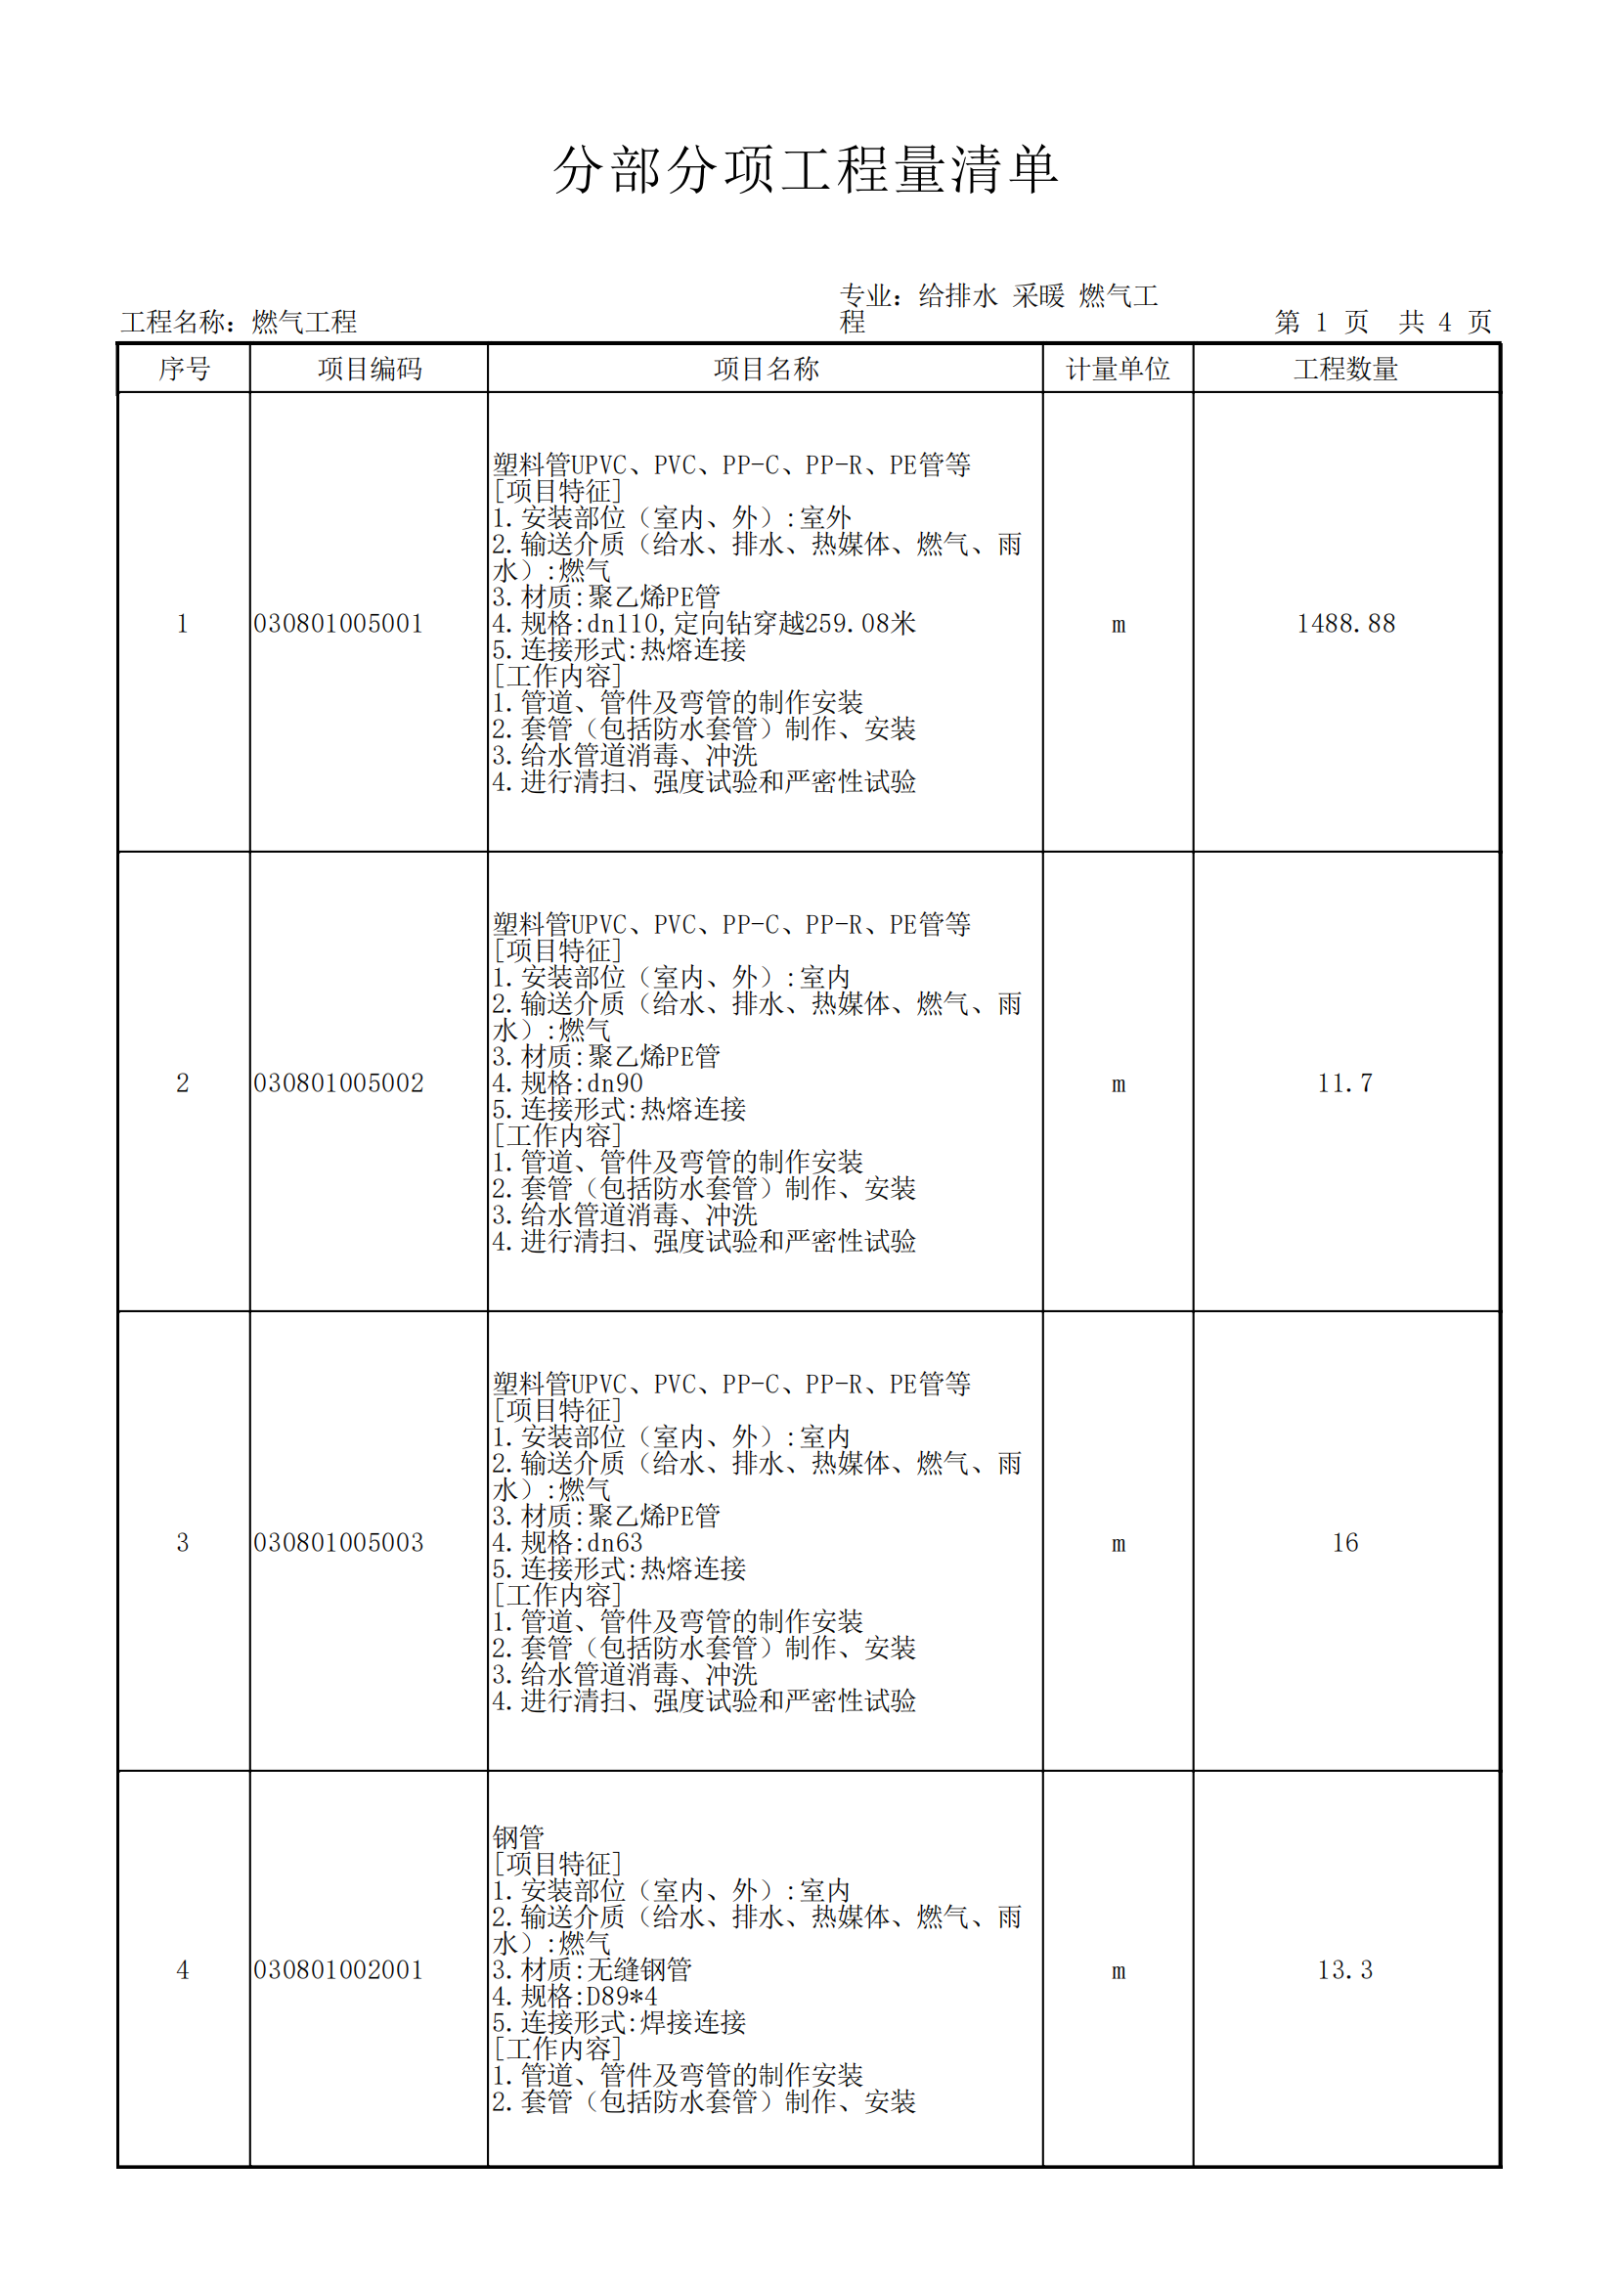 分部分项工程量清单
工程名称：燃气工程
专业：给排水 采暖 燃气工
程
第 1 页 共 4 页
序号 项目编码 项目名称 计量单位 工程数量
1
030801005001
塑料管UPVC、PVC、PP-C、PP-R、PE管等
[项目特征]
1.安装部位（室内、外）:室外
2.输送介质（给水、排水、热媒体、燃气、雨
水）:燃气
3.材质:聚乙烯PE管
4.规格:dn110,定向钻穿越259.08米
5.连接形式:热熔连接
[工作内容]
1.管道、管件及弯管的制作安装
2.套管（包括防水套管）制作、安装
3.给水管道消毒、冲洗
4.进行清扫、强度试验和严密性试验
m
1488.88
2
030801005002
塑料管UPVC、PVC、PP-C、PP-R、PE管等
[项目特征]
1.安装部位（室内、外）:室内
2.输送介质（给水、排水、热媒体、燃气、雨
水）:燃气
3.材质:聚乙烯PE管
4.规格:dn90
5.连接形式:热熔连接
[工作内容]
1.管道、管件及弯管的制作安装
2.套管（包括防水套管）制作、安装
3.给水管道消毒、冲洗
4.进行清扫、强度试验和严密性试验
m
11.7
3
030801005003
塑料管UPVC、PVC、PP-C、PP-R、PE管等
[项目特征]
1.安装部位（室内、外）:室内
2.输送介质（给水、排水、热媒体、燃气、雨
水）:燃气
3.材质:聚乙烯PE管
4.规格:dn63
5.连接形式:热熔连接
[工作内容]
1.管道、管件及弯管的制作安装
2.套管（包括防水套管）制作、安装
3.给水管道消毒、冲洗
4.进行清扫、强度试验和严密性试验
m
16
4
030801002001
钢管
[项目特征]
1.安装部位（室内、外）:室内
2.输送介质（给水、排水、热媒体、燃气、雨
水）:燃气
3.材质:无缝钢管
4.规格:D89*4
5.连接形式:焊接连接
[工作内容]
1.管道、管件及弯管的制作安装
2.套管（包括防水套管）制作、安装
m
13.3